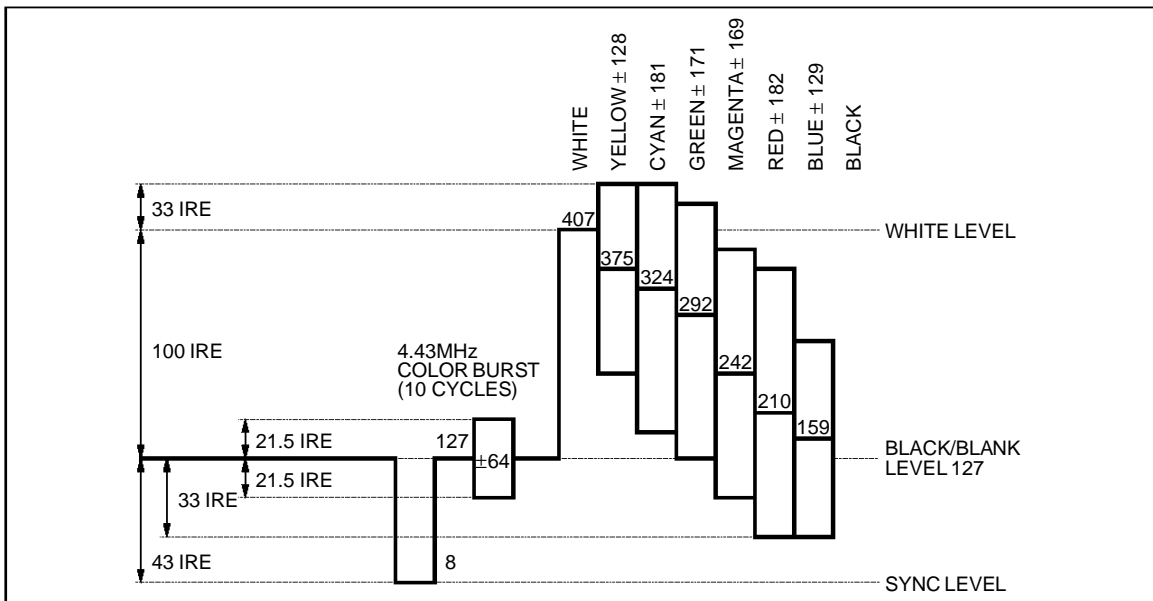 WHITE
YELLOW ± 128
CYAN ± 181
GREEN ± 171
MAGENTA ± 169
RED ± 182
BLUE ± 129
BLACK
33 IRE
407
WHITE LEVEL
375
324
292
100 IRE
4.43MHz
COLOR BURST
(10 CYCLES)
242
210
159
21.5 IRE
127
±64
BLACK/BLANK
LEVEL 127
21.5 IRE
33 IRE
43 IRE
8
SYNC LEVEL